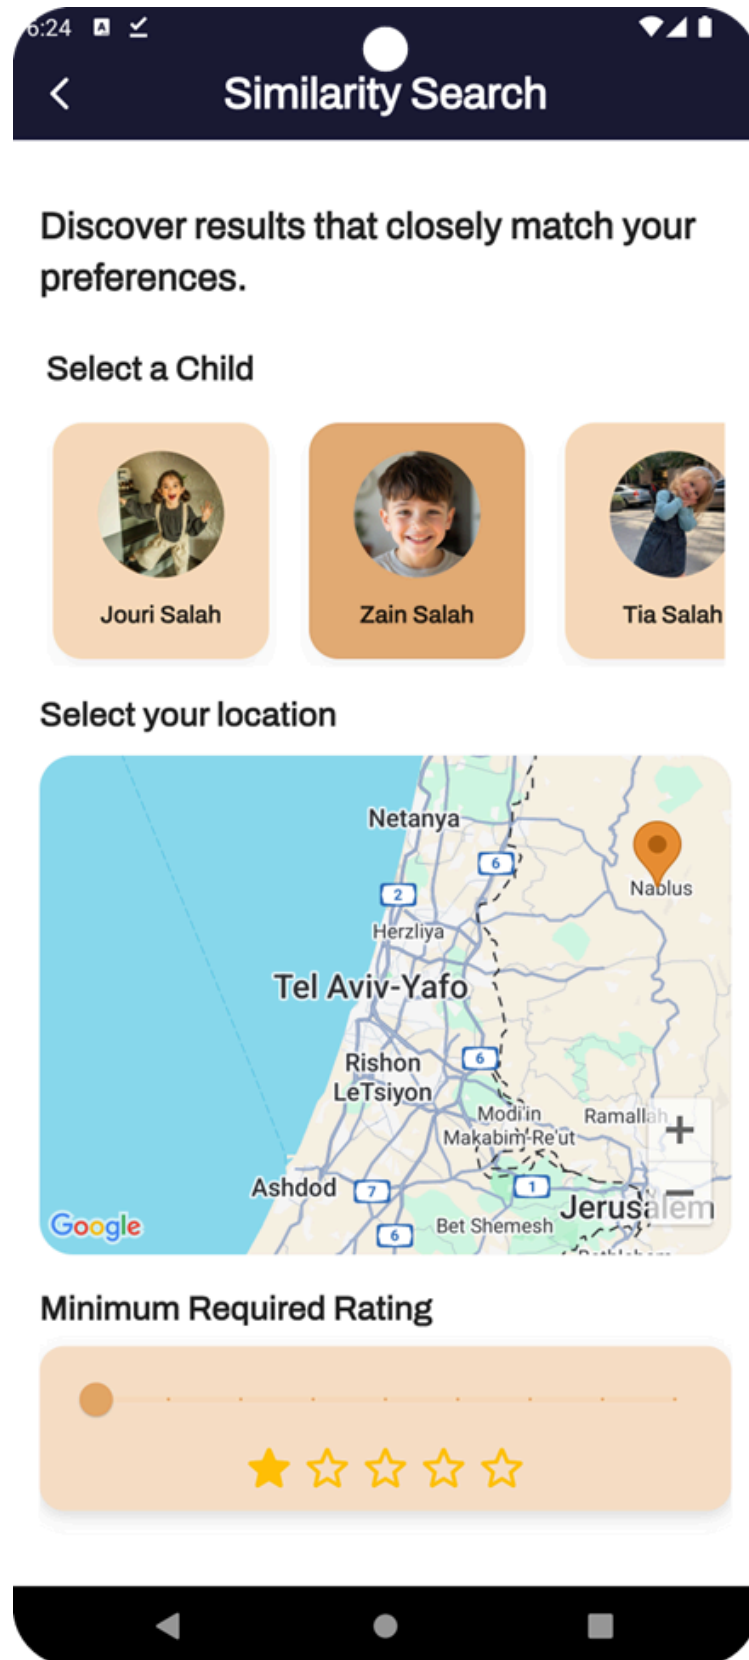 6:24
Similarity Search
Discover results that closely match your
preferences.
Select a Child
Jouri Salah
Zain Salah
Tia Salah
Select your location
Netanya
6
Nablus
2
Herzliya
Tel Aviv-Yafo
Rishon
LeTsiyon
6
Modi'in
Makabim-Re'ut
Ramallah
+
−
Ashdod
7
1
Jerusalem
Google
6
Bet Shemesh
Minimum Required Rating